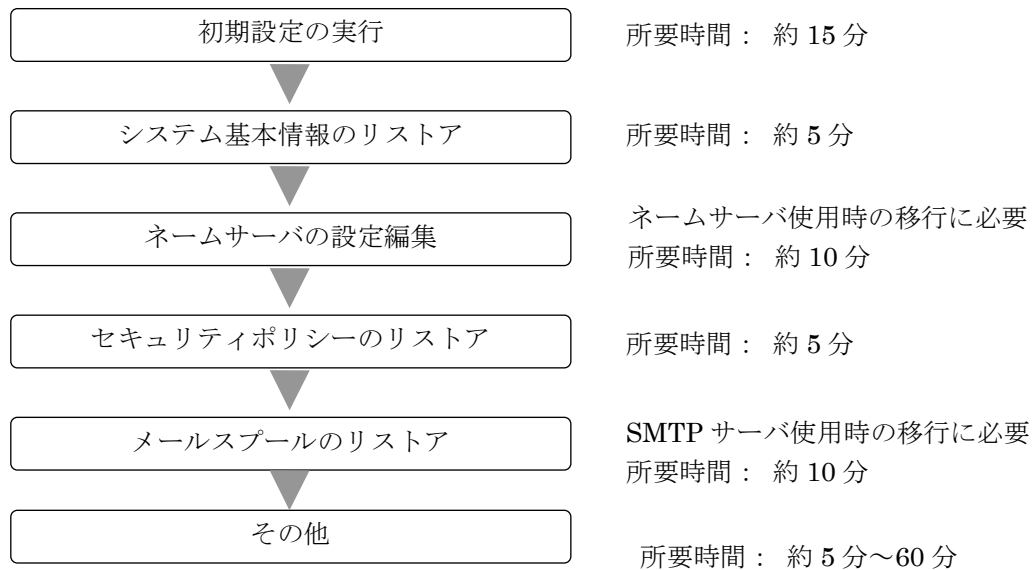 初期設定の実行
所要時間： 約 15 分
システム基本情報のリストア
所要時間： 約 5 分
ネームサーバの設定編集
ネームサーバ使用時の移行に必要
所要時間： 約 10 分
セキュリティポリシーのリストア
所要時間： 約 5 分
メールスプールのリストア
SMTP サーバ使用時の移行に必要
所要時間： 約 10 分
その他
所要時間： 約 5 分～60 分